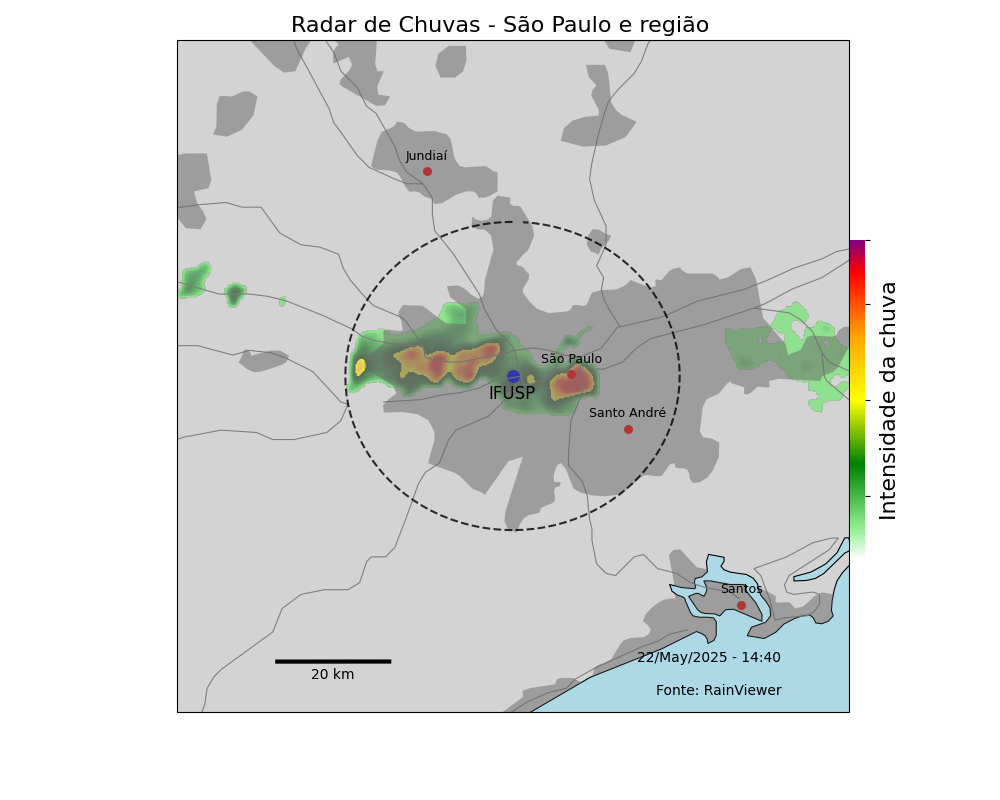 Radar de Chuvas - São Paulo e região
Jundiaí
São Paulo
IFUSP
Santo André
Intensidade da chuva
Santos
22/May/2025 - 14:40
20 km
Fonte: RainViewer